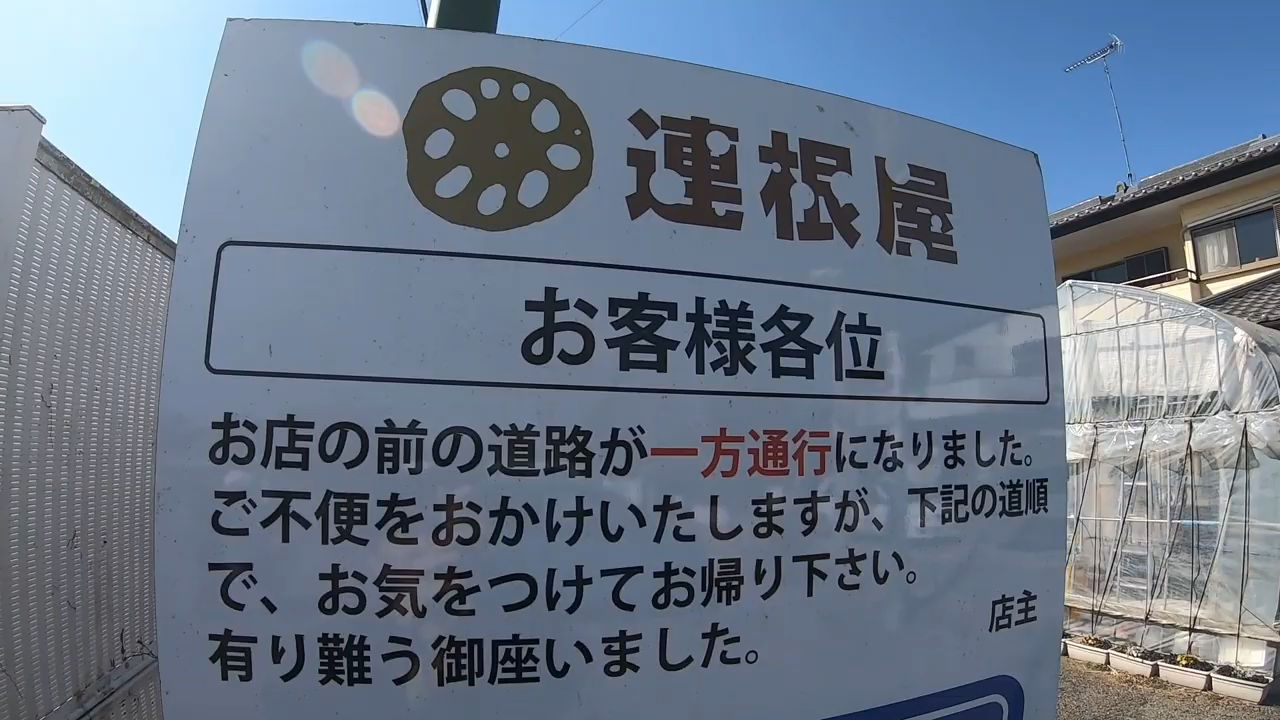 連根屋
お客様各位
お店の前の道路が一方通行になりました。
ご不便をおかけいたしますが、下記の道順
で、お気をつけてお帰り下さい。
有り難う御座いました。
店主